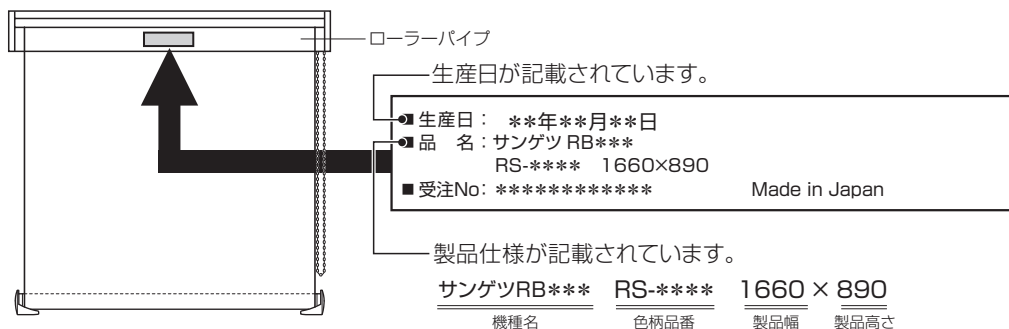 ローラーパイプ
生産日が記載されています。
■生産日： **年**月**日
■品　名：サンゲツ RB***
RS-****　1660×890
■受注No：************　Made in Japan
製品仕様が記載されています。
サンゲツRB***　RS-****　1660 × 890
機種名　色柄品番　製品幅　製品高さ